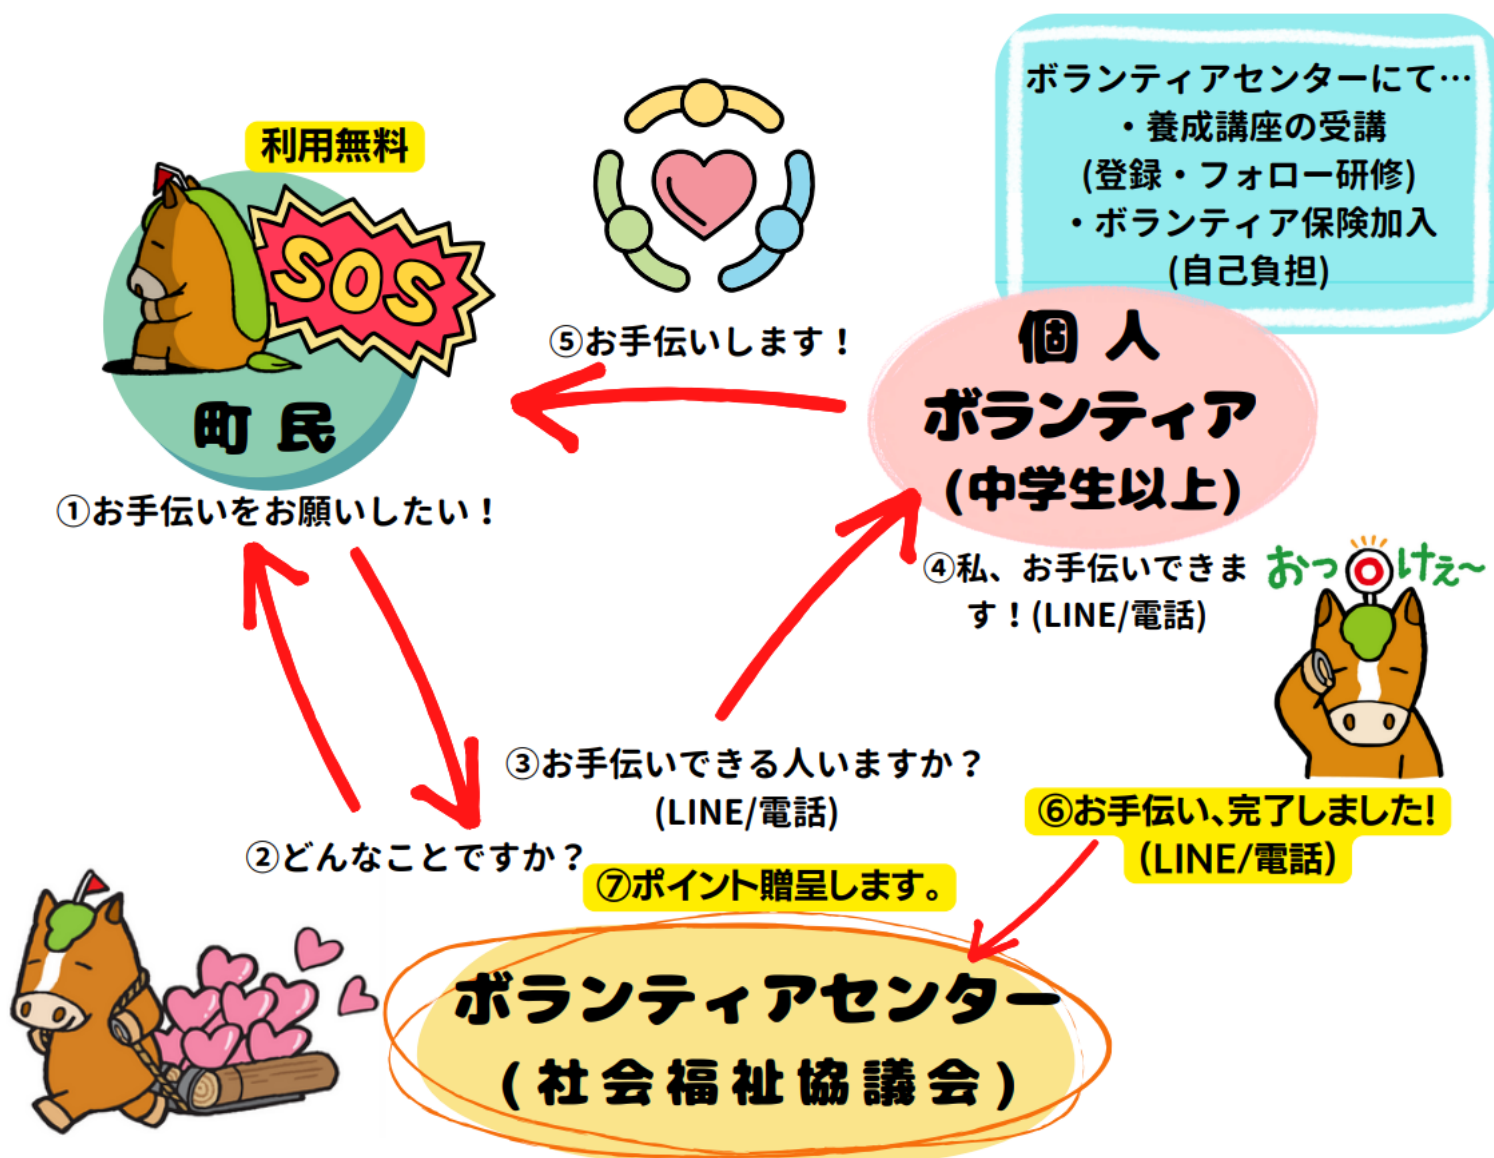 ボランティアセンターにて…
・養成講座の受講
(登録・フォロー研修)
・ボランティア保険加入
(自己負担)
利用無料
SOS
町民
①お手伝いをお願いしたい！
⑤お手伝いします！
個人
ボランティア
(中学生以上)
④私、お手伝いできま
す！(LINE/電話)
おっ◎けぇ～
③お手伝いできる人いますか？
(LINE/電話)
②どんなことですか？
⑥お手伝い、完了しました!
(LINE/電話)
⑦ポイント贈呈します。
ボランティアセンター
(社会福祉協議会)